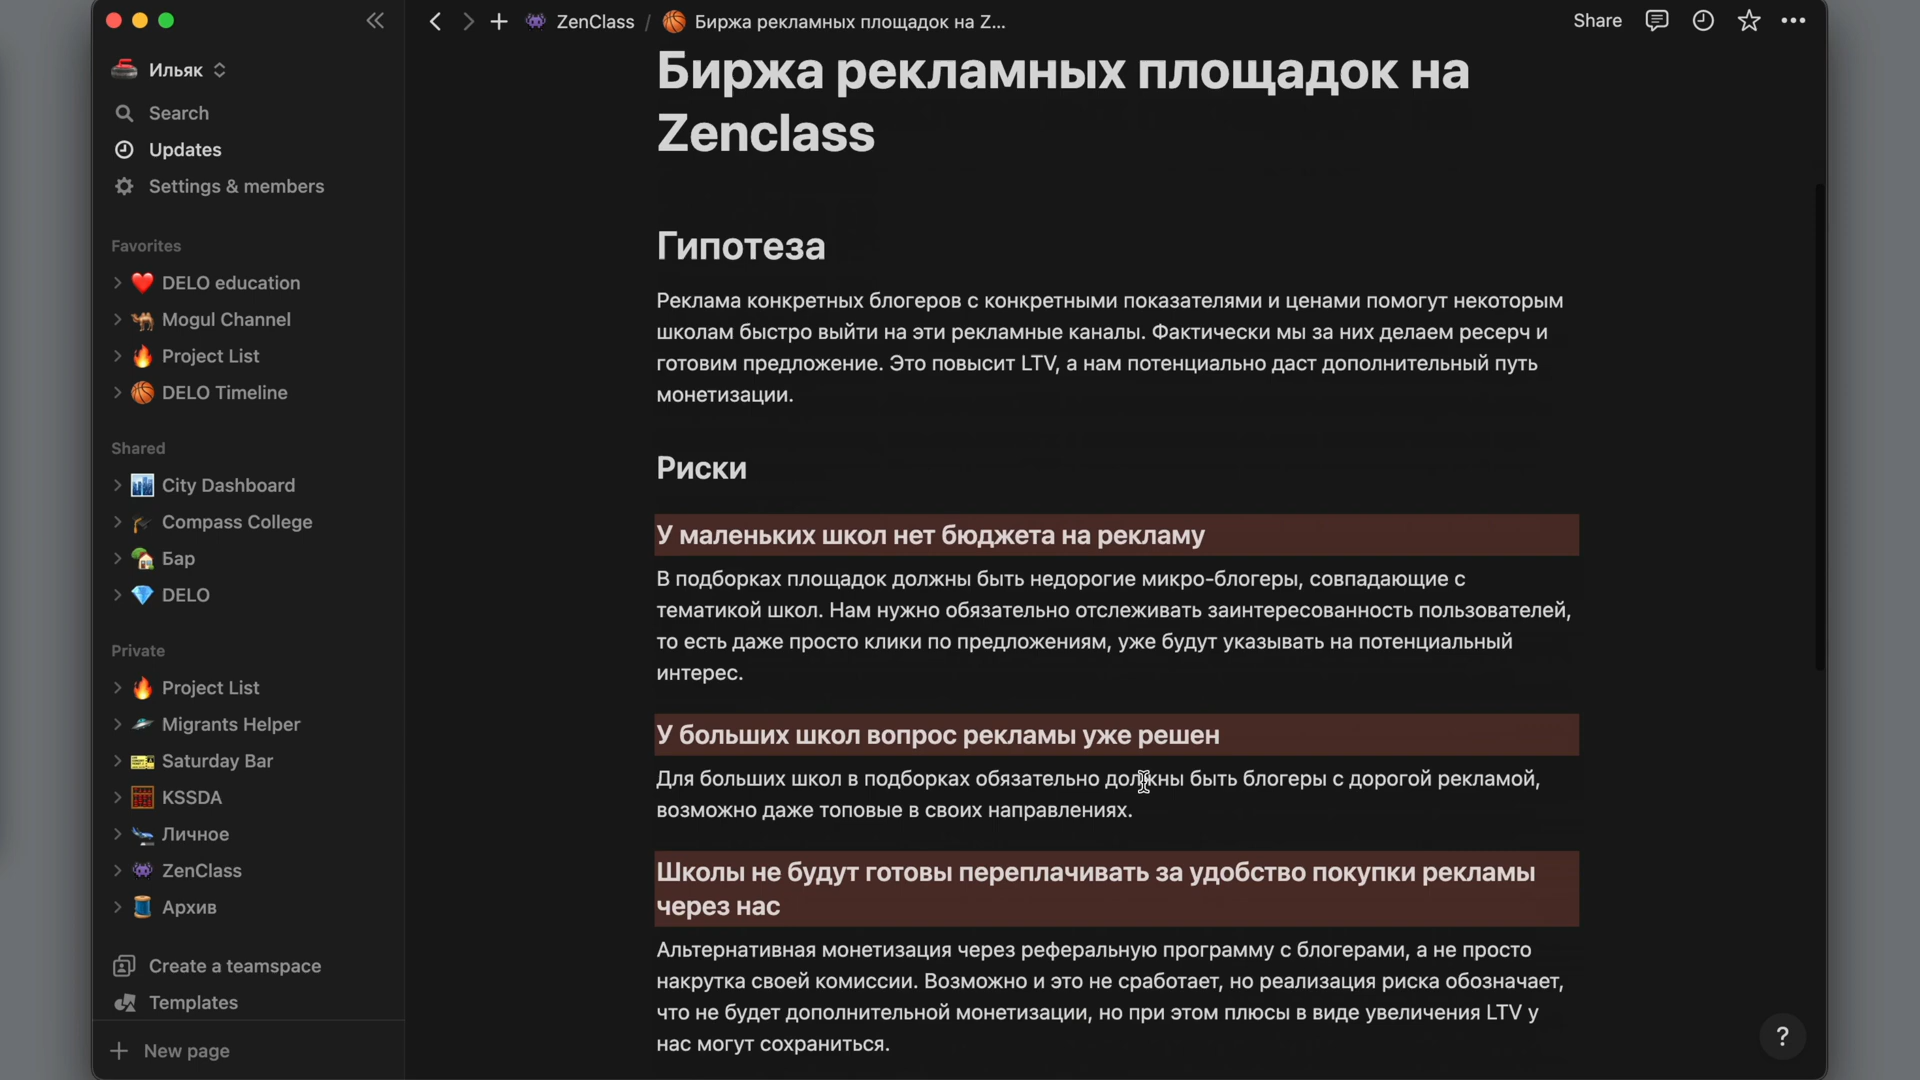 ZenClass / Биржа рекламных площадок на Z...
Share
Ильяк
Search
Updates
Settings & members
Favorites
DELO education
Mogul Channel
Project List
DELO Timeline
Shared
City Dashboard
Compass College
Бар
DELO
Private
Project List
Migrants Helper
Saturday Bar
KSSDA
Личное
ZenClass
Архив
Create a teamspace
Templates
New page
Биржа рекламных площадок на
Zenclass
Гипотеза
Реклама конкретных блогеров с конкретными показателями и ценами помогут некоторым
школам быстро выйти на эти рекламные каналы. Фактически мы за них делаем ресерч и
готовим предложение. Это повысит LTV, а нам потенциально даст дополнительный путь
монетизации.
Риски
У маленьких школ нет бюджета на рекламу
В подборках площадок должны быть недорогие микро-блогеры, совпадающие с
тематикой школ. Нам нужно обязательно отслеживать заинтересованность пользователей,
то есть даже просто клики по предложениям, уже будут указывать на потенциальный
интерес.
У больших школ вопрос рекламы уже решен
Для больших школ в подборках обязательно должны быть блогеры с дорогой рекламой,
возможно даже топовые в своих направлениях.
Школы не будут готовы переплачивать за удобство покупки рекламы
через нас
Альтернативная монетизация через реферальную программу с блогерами, а не просто
накрутка своей комиссии. Возможно и это не сработает, но реализация риска обозначает,
что не будет дополнительной монетизации, но при этом плюсы в виде увеличения LTV у
нас могут сохраниться.
?